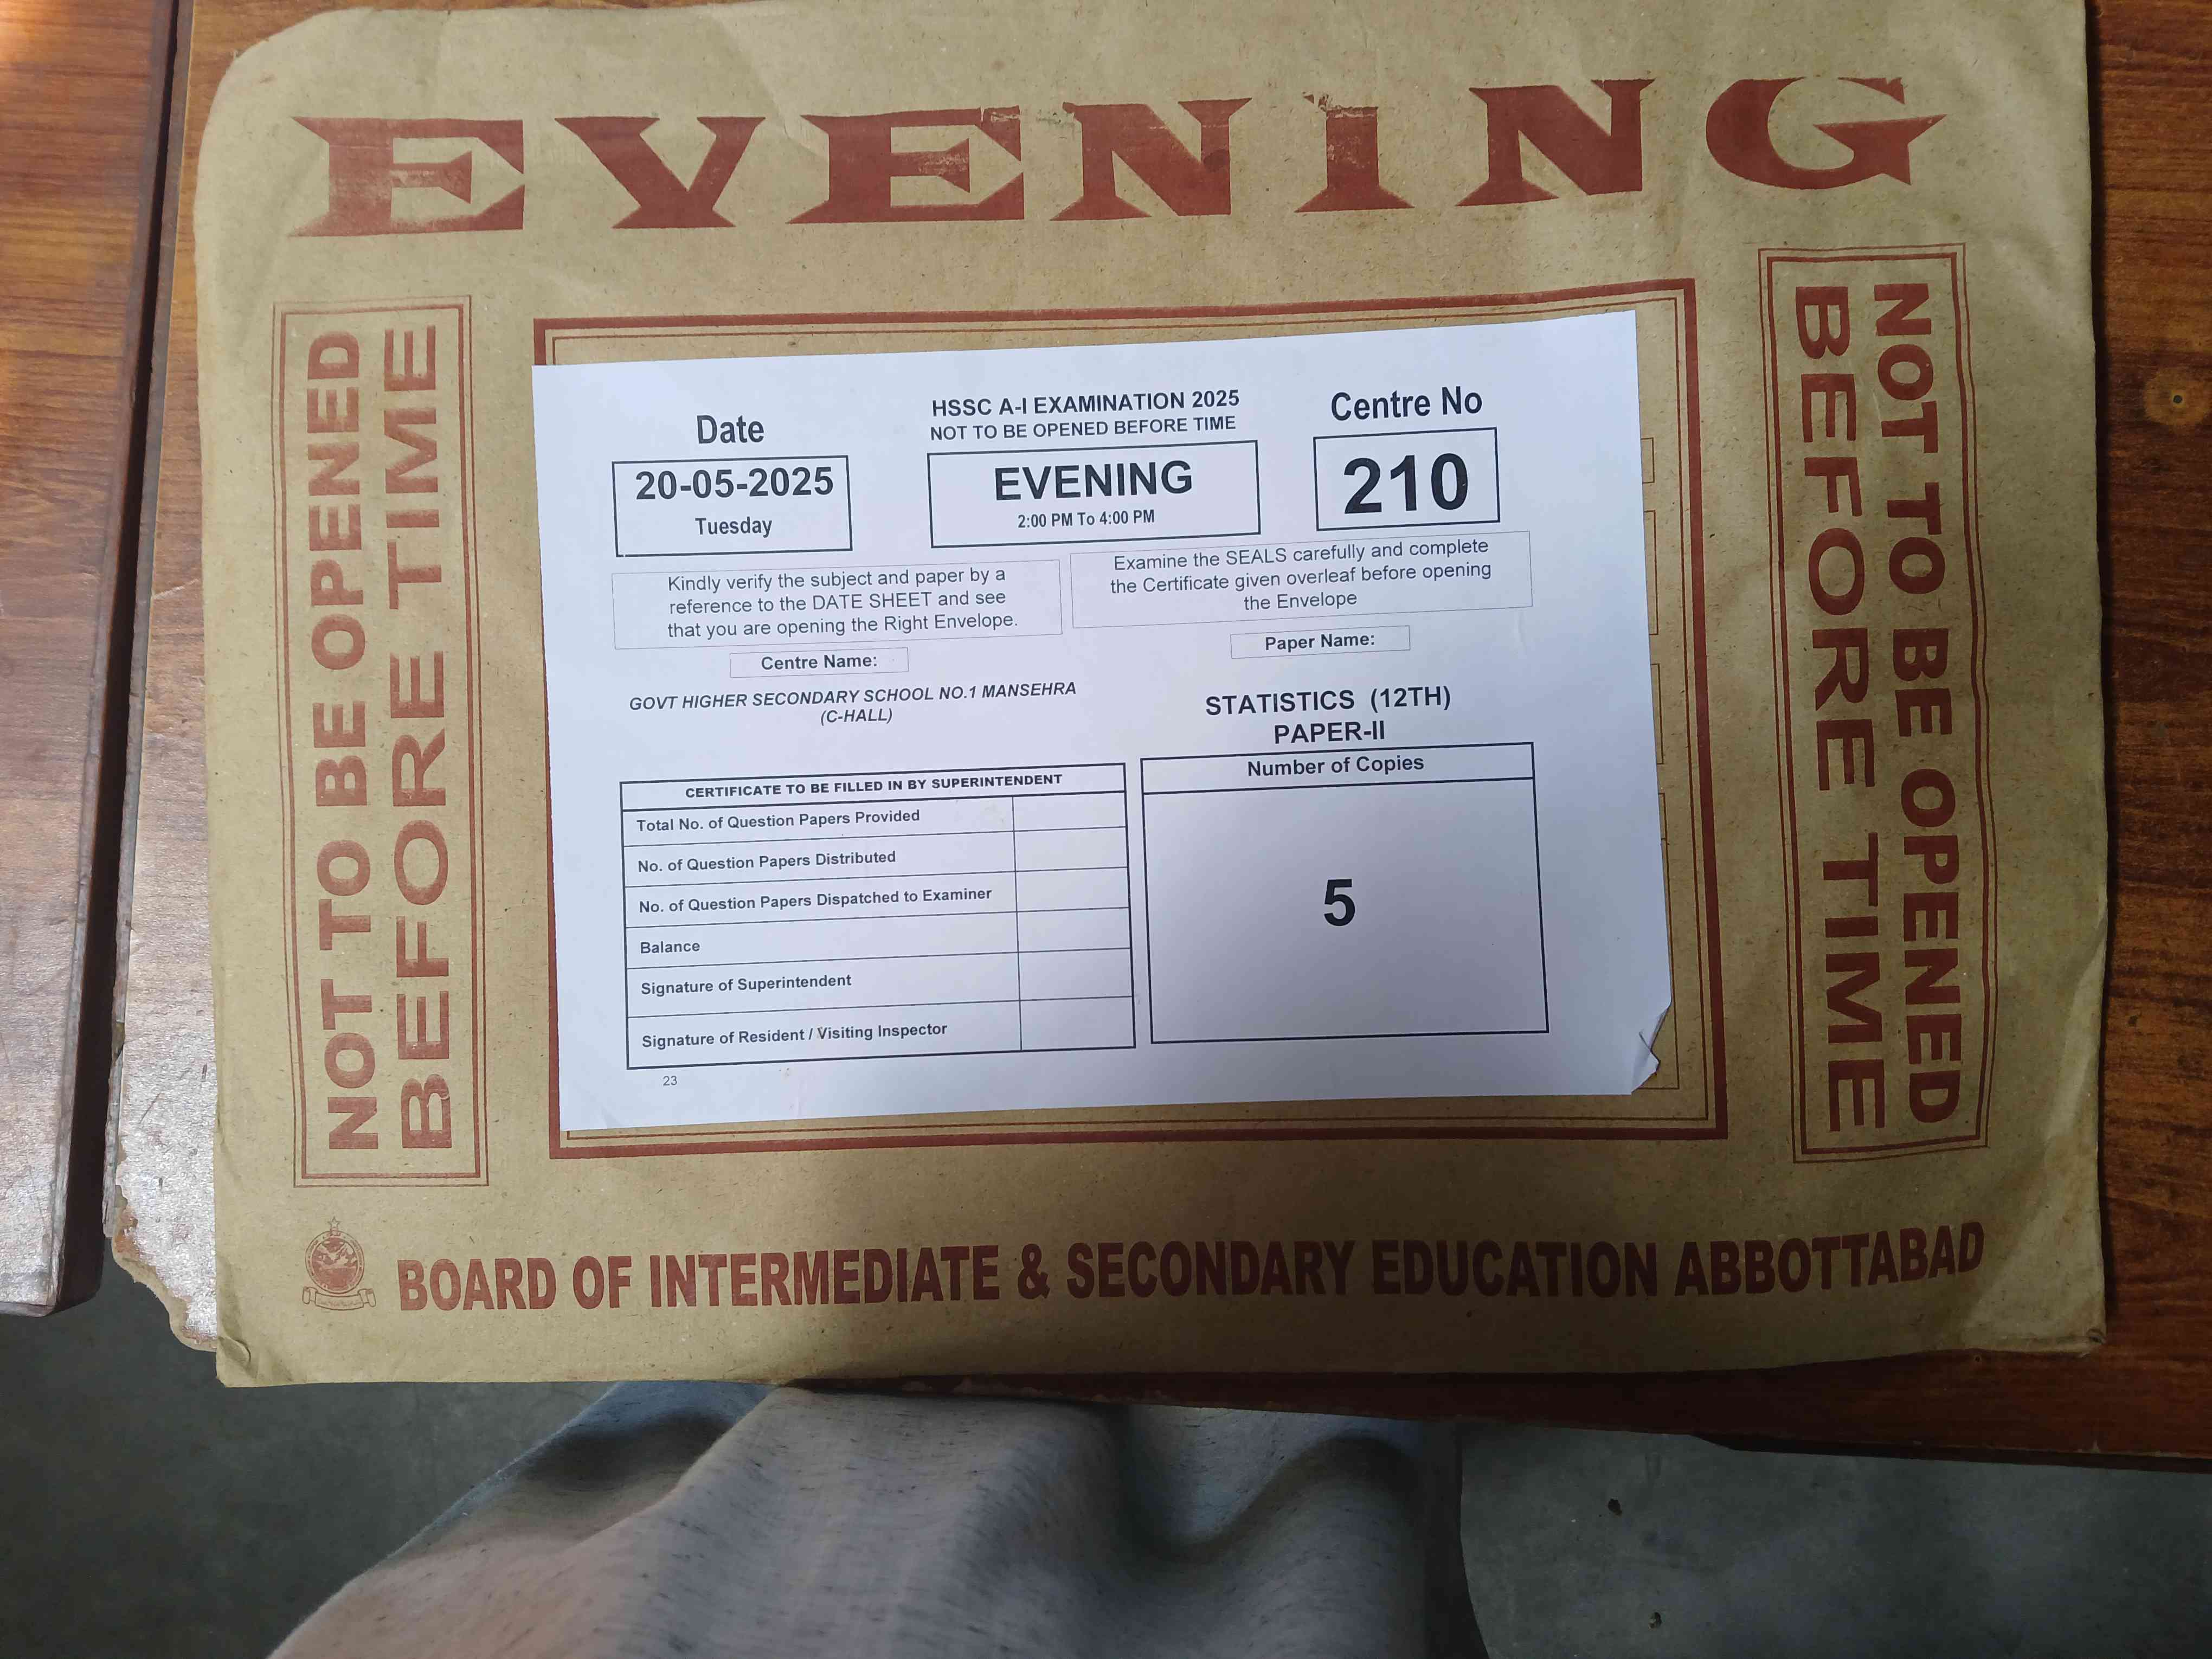 EVENING
NOT TO BE OPENED
BEFORE TIME
Date
20-05-2025
Tuesday
HSSC A-I EXAMINATION 2025
NOT TO BE OPENED BEFORE TIME
EVENING
2:00 PM To 4:00 PM
Centre No
210
Kindly verify the subject and paper by a
reference to the DATE SHEET and see
that you are opening the Right Envelope.
Examine the SEALS carefully and complete
the Certificate given overleaf before opening
the Envelope
Centre Name:
GOVT HIGHER SECONDARY SCHOOL NO.1 MANSEHRA
(C-HALL)
Paper Name:
STATISTICS (12TH)
PAPER-II
CERTIFICATE TO BE FILLED IN BY SUPERINTENDENT
Total No. of Question Papers Provided
No. of Question Papers Distributed
No. of Question Papers Dispatched to Examiner
Balance
Signature of Superintendent
Signature of Resident / Visiting Inspector
Number of Copies
5
23
NOT TO BE OPENED
BEFORE TIME
BOARD OF INTERMEDIATE & SECONDARY EDUCATION ABBOTTABAD